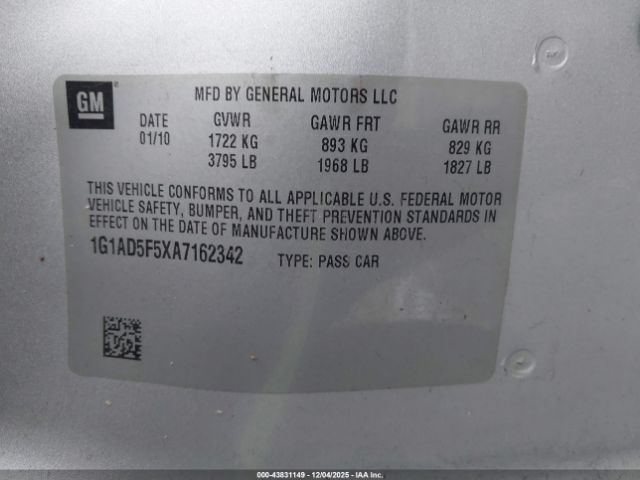 GM
MFD BY GENERAL MOTORS LLC
DATE GVWR GAWR FRT GAWR RR
01/10 1722 KG 893 KG 829 KG
3795 LB 1968 LB 1827 LB
THIS VEHICLE CONFORMS TO ALL APPLICABLE U.S. FEDERAL MOTOR
VEHICLE SAFETY, BUMPER, AND THEFT PREVENTION STANDARDS IN
EFFECT ON THE DATE OF MANUFACTURE SHOWN ABOVE.
1G1AD5F5XA7162342 TYPE: PASS CAR
000-43831149 - 12/04/2025 - IAA Inc.